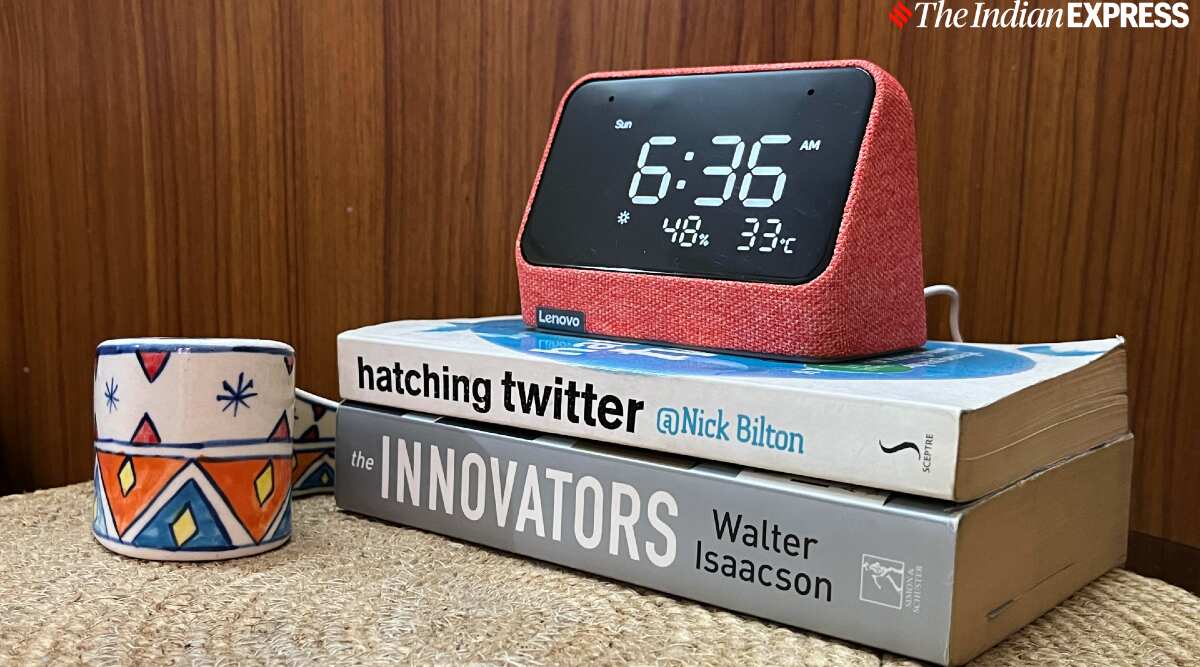 The Indian EXPRESS
Sun
6:36 AM
48% 33°C
Lenovo
hatching twitter @Nick Bilton
SCEPTRE
the INNOVATORS
Walter
Isaacson
SIMON &
SCHUSTER